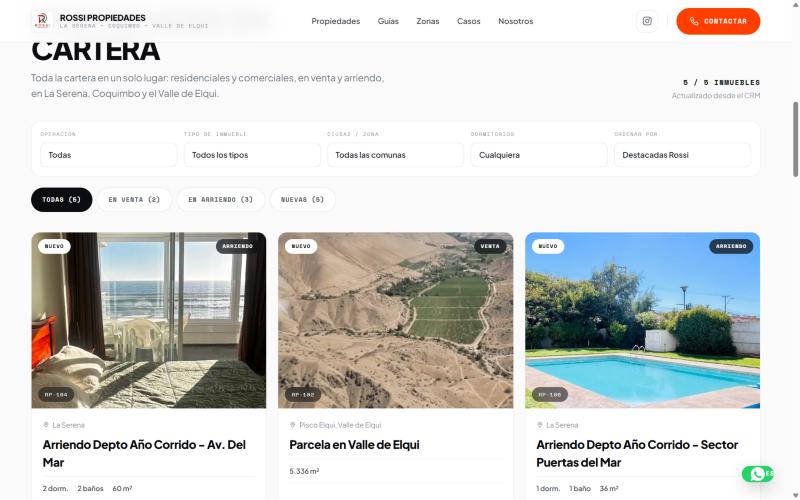 ROSSI PROPIEDADES
LA SERENA • COQUIMBO • VALLE DE ELQUI
Propiedades
Guías
Zonas
Casos
Nosotros
CONTACTAR
CARTERA
Toda la cartera en un solo lugar: residenciales y comerciales, en venta y arriendo,
en La Serena, Coquimbo y el Valle de Elqui.
5 / 5 INMUEBLES
Actualizado desde el CRM
OPERACIÓN
TIPO DE INMUEBLE
CIUDAD / ZONA
DORMITORIOS
ORDENAR POR
Todas
Todos los tipos
Todas las comunas
Cualquiera
Destacadas Rossi
TODAS (5)
EN VENTA (2)
EN ARRIENDO (3)
NUEVAS (5)
NUEVO
ARRIENDO
RP-104
La Serena
Arriendo Depto Año Corrido – Av. Del
Mar
2 dorm. 2 baños 60 m²
NUEVO
VENTA
RP-102
Pisco Elqui, Valle de Elqui
Parcela en Valle de Elqui
5.336 m²
NUEVO
ARRIENDO
RP-106
La Serena
Arriendo Depto Año Corrido – Sector
Puertas del Mar
1 dorm. 1 baño 36 m²